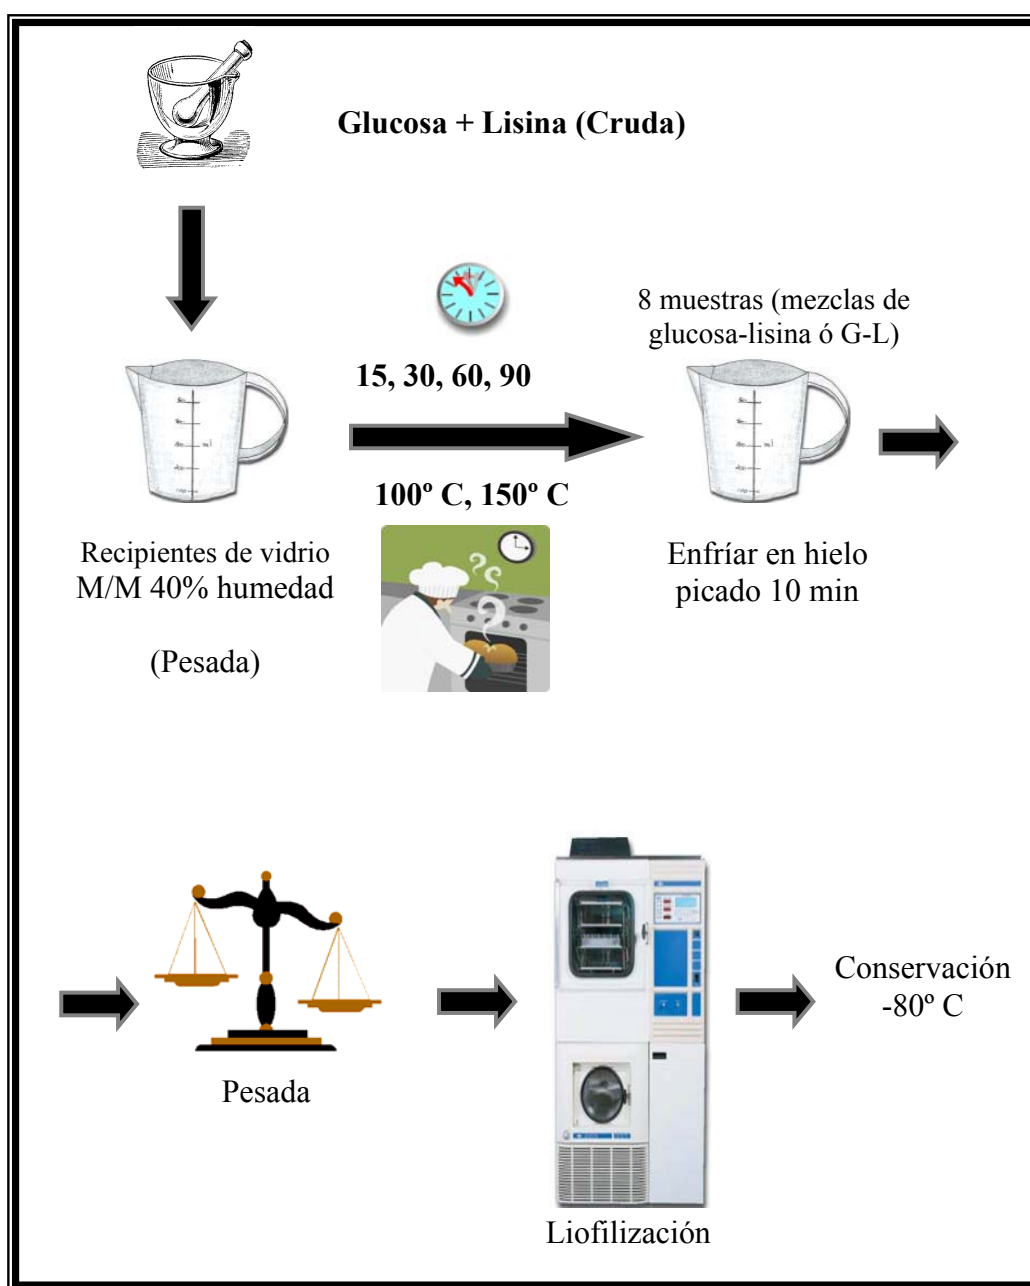 Glucosa + Lisina (Cruda)
8 muestras (mezclas de
glucosa-lisina ó G-L)
15, 30, 60, 90
100º C, 150º C
Recipientes de vidrio
M/M 40% humedad
(Pesada)
Enfríar en hielo
picado 10 min
Pesada
Liofilización
Conservación
-80º C